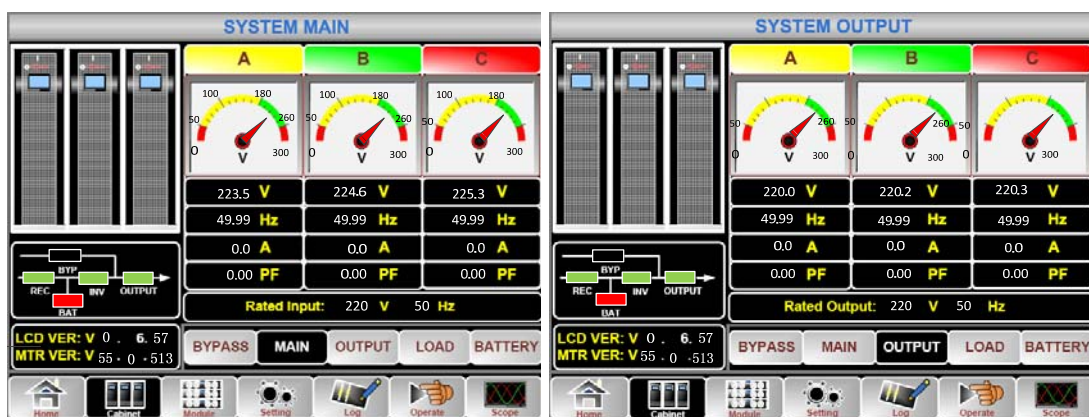 SYSTEM MAIN
A B C
100 180 100 180 100 180
50 260 50 260 50 260
0 V 300 0 V 300 0 V 300
223.5 V 224.6 V 225.3 V
49.99 Hz 49.99 Hz 49.99 Hz
0.0 A 0.0 A 0.0 A
0.00 PF 0.00 PF 0.00 PF
BYP
REC INV OUTPUT
BAT
Rated Input: 220 V 50 Hz
LCD VER: V 0 . 6. 57
MTR VER: V 55 . 0 .513
BYPASS MAIN OUTPUT LOAD BATTERY
Home Cabinet Module Setting Log Operate Scope
SYSTEM OUTPUT
A B C
50 50 260 50
0 V 300 0 V 300 0 V 300
220.0 V 220.2 V 220.3 V
49.99 Hz 49.99 Hz 49.99 Hz
0.0 A 0.0 A 0.0 A
0.00 PF 0.00 PF 0.00 PF
BYP
REC INV OUTPUT
BAT
Rated Output: 220 V 50 Hz
LCD VER: V 0 . 6. 57
MTR VER: V 55 . 0 .513
BYPASS MAIN OUTPUT LOAD BATTERY
Home Cabinet Module Setting Log Operate Scope